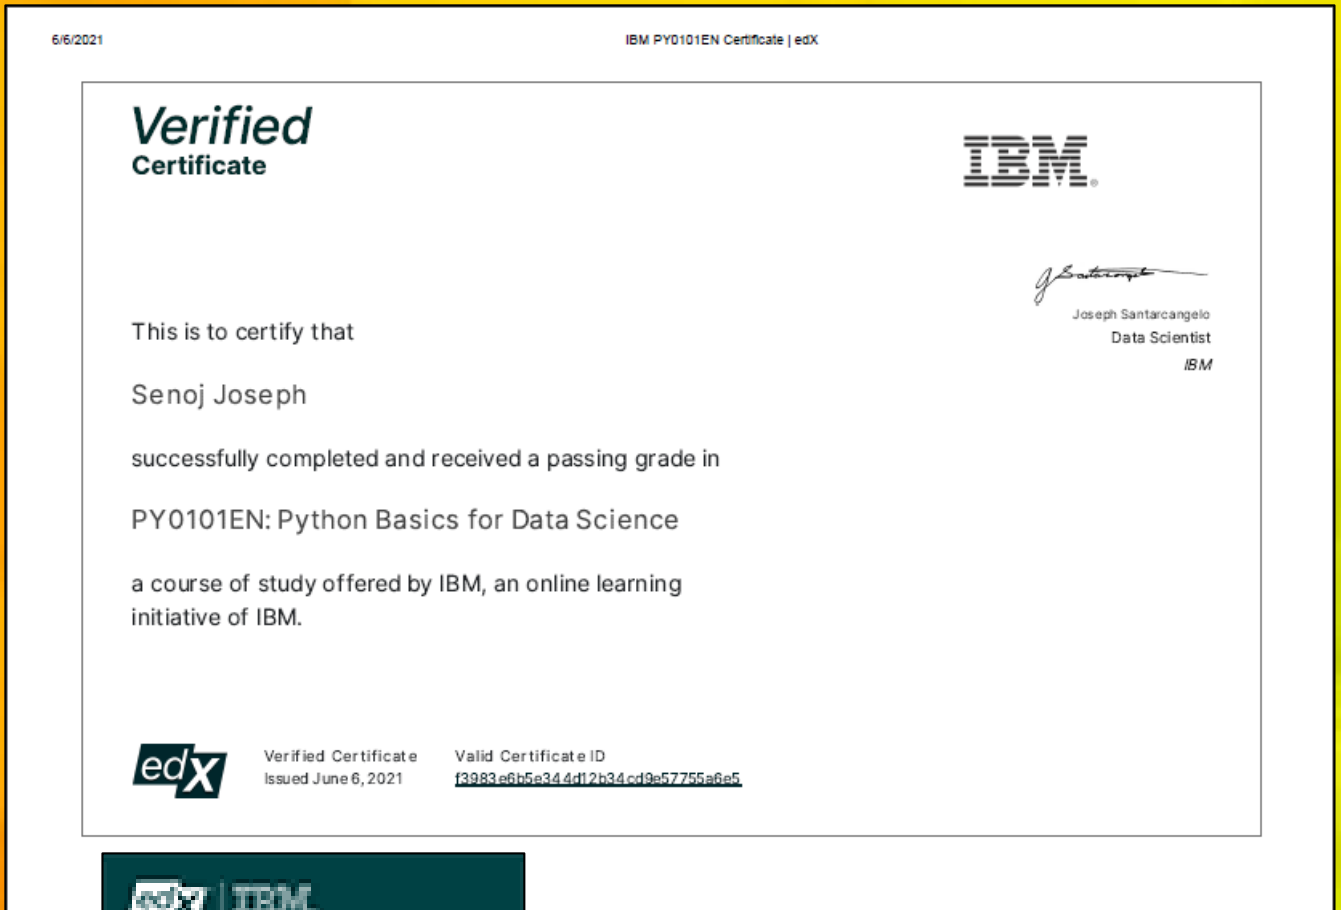 6/6/2021
IBM PY0101EN Certificate | edX
Verified
Certificate
IBM®
Joseph Santarcangelo
Data Scientist
IBM
This is to certify that
Senoj Joseph
successfully completed and received a passing grade in
PY0101EN: Python Basics for Data Science
a course of study offered by IBM, an online learning
initiative of IBM.
edX
Verified Certificate
Issued June 6, 2021
Valid Certificate ID
f3983e6b5e344d12b34cd9e57755a6e5
edX | IBM